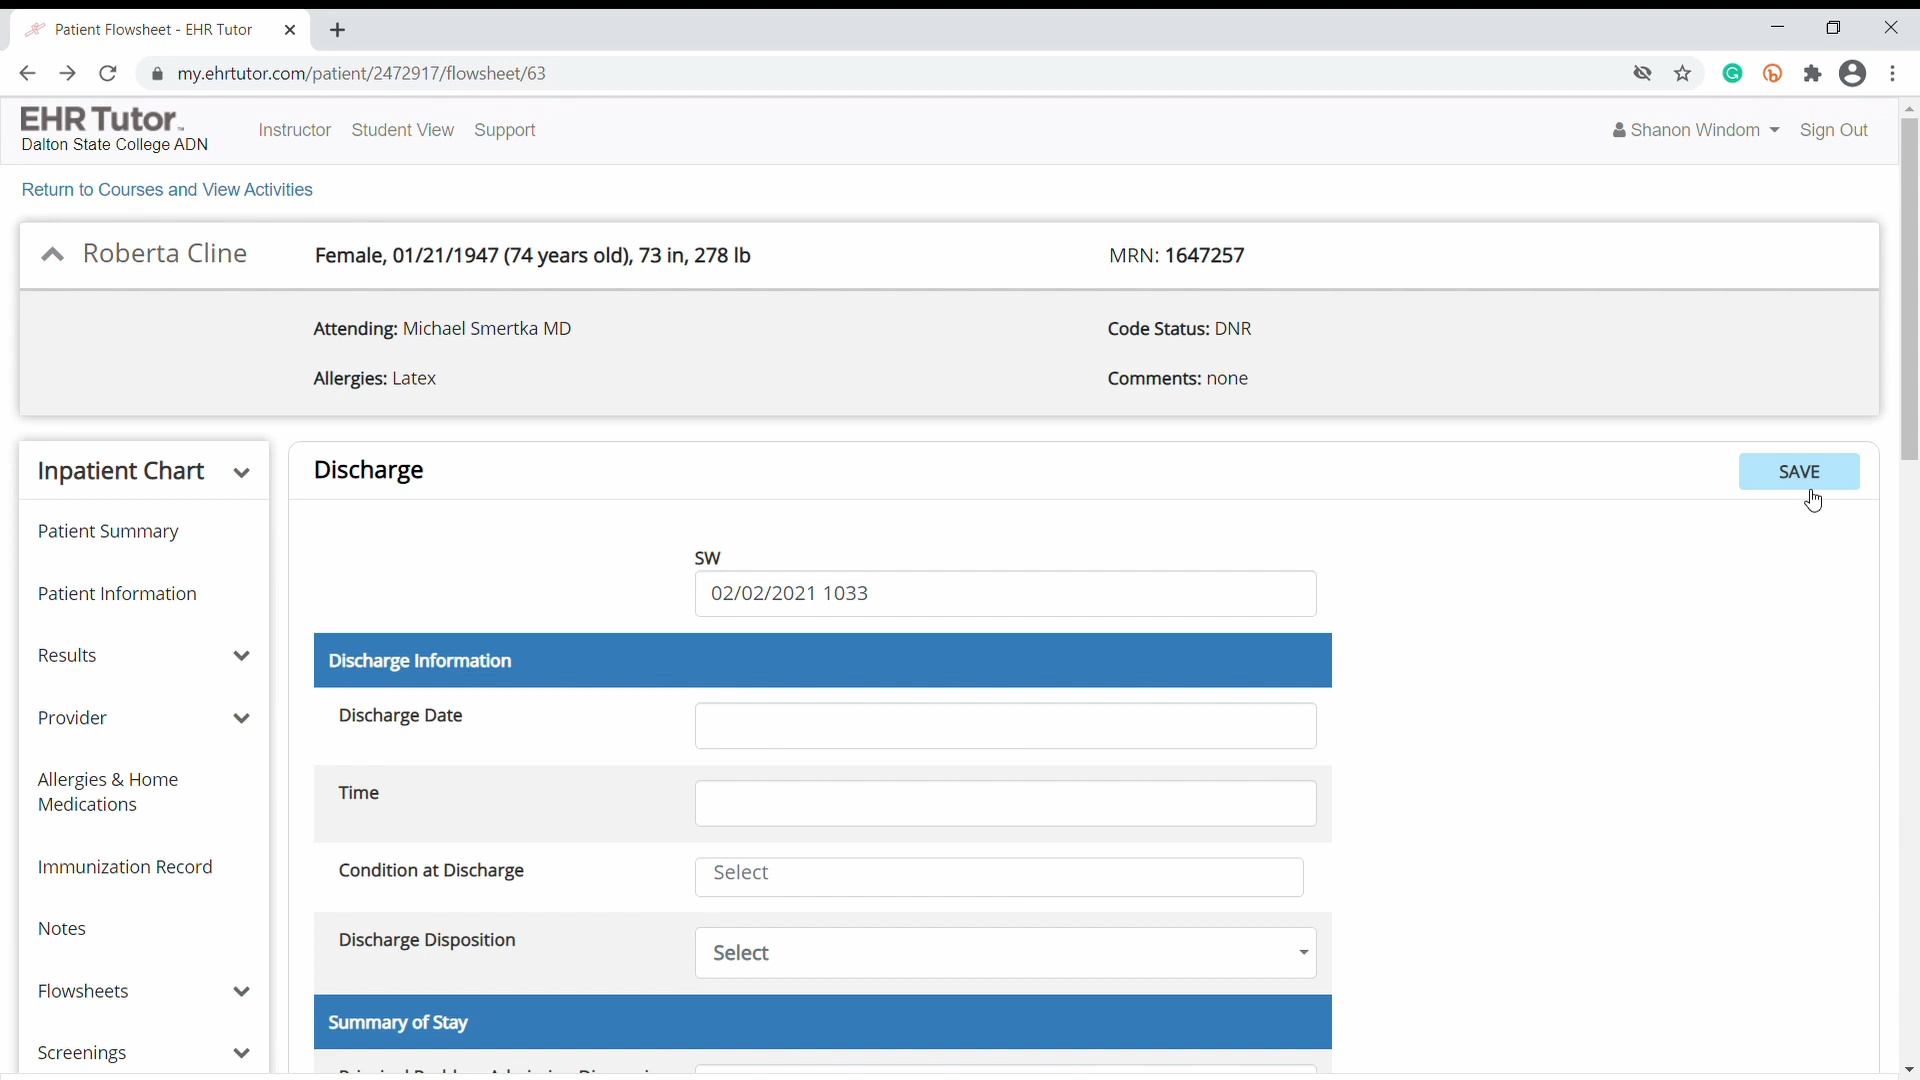 Patient Flowsheet - EHR Tutor
my.ehrtutor.com/patient/2472917/flowsheet/63
EHR Tutor
Dalton State College ADN
Instructor Student View Support
Shanon Windom Sign Out
Return to Courses and View Activities
Roberta Cline
Female, 01/21/1947 (74 years old), 73 in, 278 lb
MRN: 1647257
Attending: Michael Smertka MD
Code Status: DNR
Allergies: Latex
Comments: none
Inpatient Chart
Patient Summary
Patient Information
Results
Provider
Allergies & Home
Medications
Immunization Record
Notes
Flowsheets
Screenings
Discharge
SAVE
SW
02/02/2021 1033
Discharge Information
Discharge Date
Time
Condition at Discharge
Select
Discharge Disposition
Select
Summary of Stay